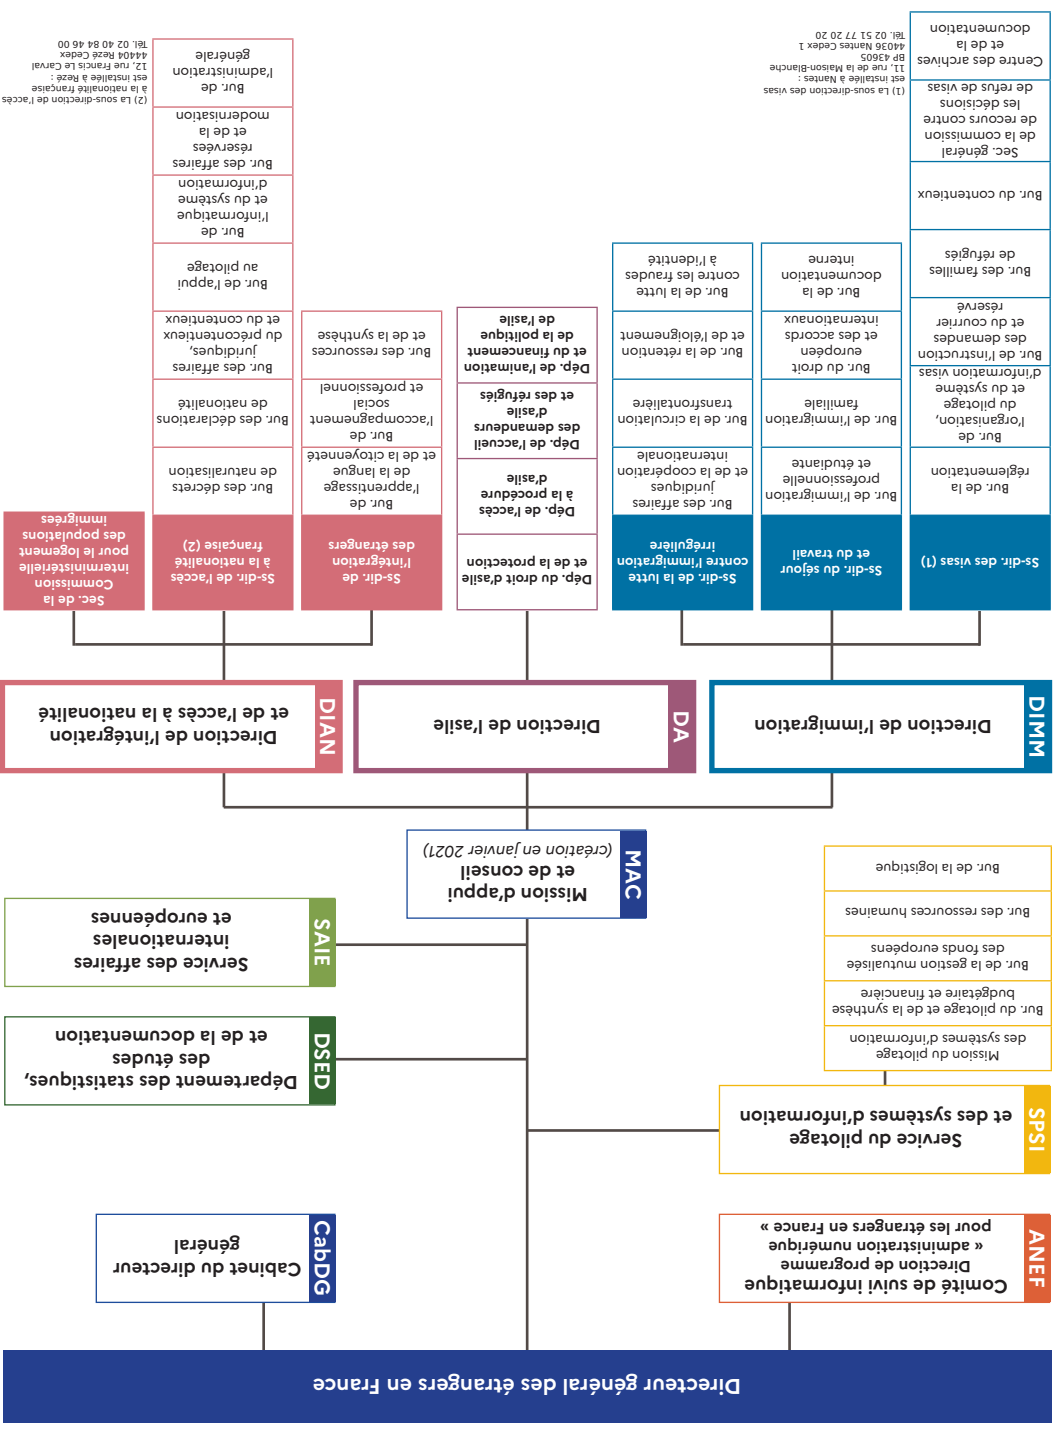 Directeur général des étrangers en France
ANEF
Comité de suivi informatique
Direction de programme
« administration numérique
pour les étrangers en France »
CabDG
Cabinet du directeur
général
SPSI
Service du pilotage
et des systèmes d'information
Mission du pilotage
des systèmes d'information
Bur. du pilotage et de la synthèse
budgétaire et financière
Bur. de la gestion mutualisée
des fonds européens
Bur. des ressources humaines
Bur. de la logistique
DSED
Département des statistiques,
des études
et de la documentation
SAIE
Service des affaires
internationales
et européennes
MAC
Mission d'appui
et de conseil
(création en janvier 2021)
DIMM
Direction de l'immigration
DA
Direction de l'asile
DIAN
Direction de l'intégration
et de l'accès à la nationalité
Ss-dir. des visas (1)
Bur. de la
réglementation
Bur. de
l'organisation,
du pilotage
et du système
d'information visas
Bur. de l'instruction
des demandes
et du courrier
réservé
Bur. des familles
de réfugiés
Bur. du contentieux
Sec. général
de la commission
de recours contre
les décisions
de refus de visas
Centre des archives
et de la
documentation
Ss-dir. du séjour
et du travail
Bur. de l'immigration
professionnelle
et étudiante
Bur. de l'immigration
familiale
Bur. du droit
européen
et des accords
internationaux
Bur. de la
documentation
interne
Ss-dir. de la lutte
contre l'immigration
irrégulière
Bur. des affaires
juridiques
et de la coopération
internationale
Bur. de la circulation
transfrontalière
Bur. de la rétention
et de l'éloignement
Bur. de la lutte
contre les fraudes
à l'identité
Dép. du droit d'asile
et de la protection
Dép. de l'accès
à la procédure
d'asile
Dép. de l'accueil
des demandeurs
d'asile
et des réfugiés
Dép. de l'animation
et du financement
de la politique
de l'asile
Ss-dir. de
l'intégration
des étrangers
Bur. de
l'apprentissage
de la langue
et de la citoyenneté
Bur. de
l'accompagnement
social
et professionnel
Bur. des ressources
et de la synthèse
Ss-dir. de l'accès
à la nationalité
française (2)
Bur. des décrets
de naturalisation
Bur. des déclarations
de nationalité
Bur. des affaires
juridiques,
du précontentieux
et du contentieux
Bur. de l'appui
au pilotage
Bur. de
l'informatique
et du système
d'information
Bur. des affaires
réservées
et de la
modernisation
Bur. de
l'administration
générale
Sec. de la
Commission
interministérielle
pour le logement
des populations
immigrées
(1) La sous-direction des visas
est installée à Nantes :
11, rue de la Maison-Blanche
BP 43605
44036 Nantes Cedex 1
Tél. 02 51 77 20 20
(2) La sous-direction de l'accès
à la nationalité française
est installée à Rezé :
12, rue Francis Le Carval
44404 Rezé Cedex
Tél. 02 40 84 46 00